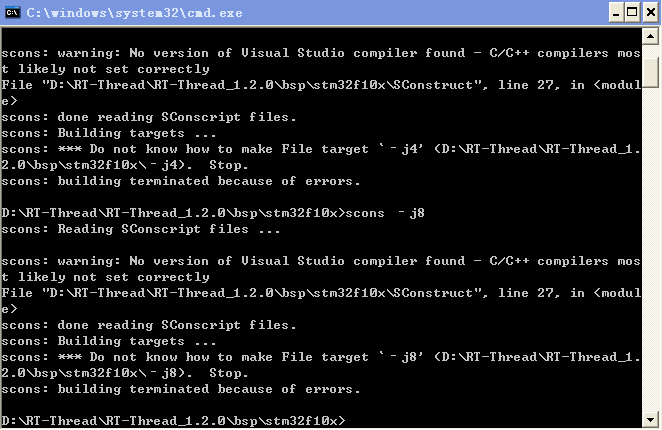 C:\windows\system32\cmd.exe
scons: warning: No version of Visual Studio compiler found - C/C++ compilers mos
t likely not set correctly
File "D:\RT-Thread\RT-Thread_1.2.0\bsp\stm32f10x\SConstruct", line 27, in <modul
e>
scons: done reading SConscript files.
scons: Building targets ...
scons: *** Do not know how to make File target `–j4' (D:\RT-Thread\RT-Thread_1.
2.0\bsp\stm32f10x\–j4).  Stop.
scons: building terminated because of errors.
D:\RT-Thread\RT-Thread_1.2.0\bsp\stm32f10x>scons –j8
scons: Reading SConscript files ...
scons: warning: No version of Visual Studio compiler found - C/C++ compilers mos
t likely not set correctly
File "D:\RT-Thread\RT-Thread_1.2.0\bsp\stm32f10x\SConstruct", line 27, in <modul
e>
scons: done reading SConscript files.
scons: Building targets ...
scons: *** Do not know how to make File target `–j8' (D:\RT-Thread\RT-Thread_1.
2.0\bsp\stm32f10x\–j8).  Stop.
scons: building terminated because of errors.
D:\RT-Thread\RT-Thread_1.2.0\bsp\stm32f10x>